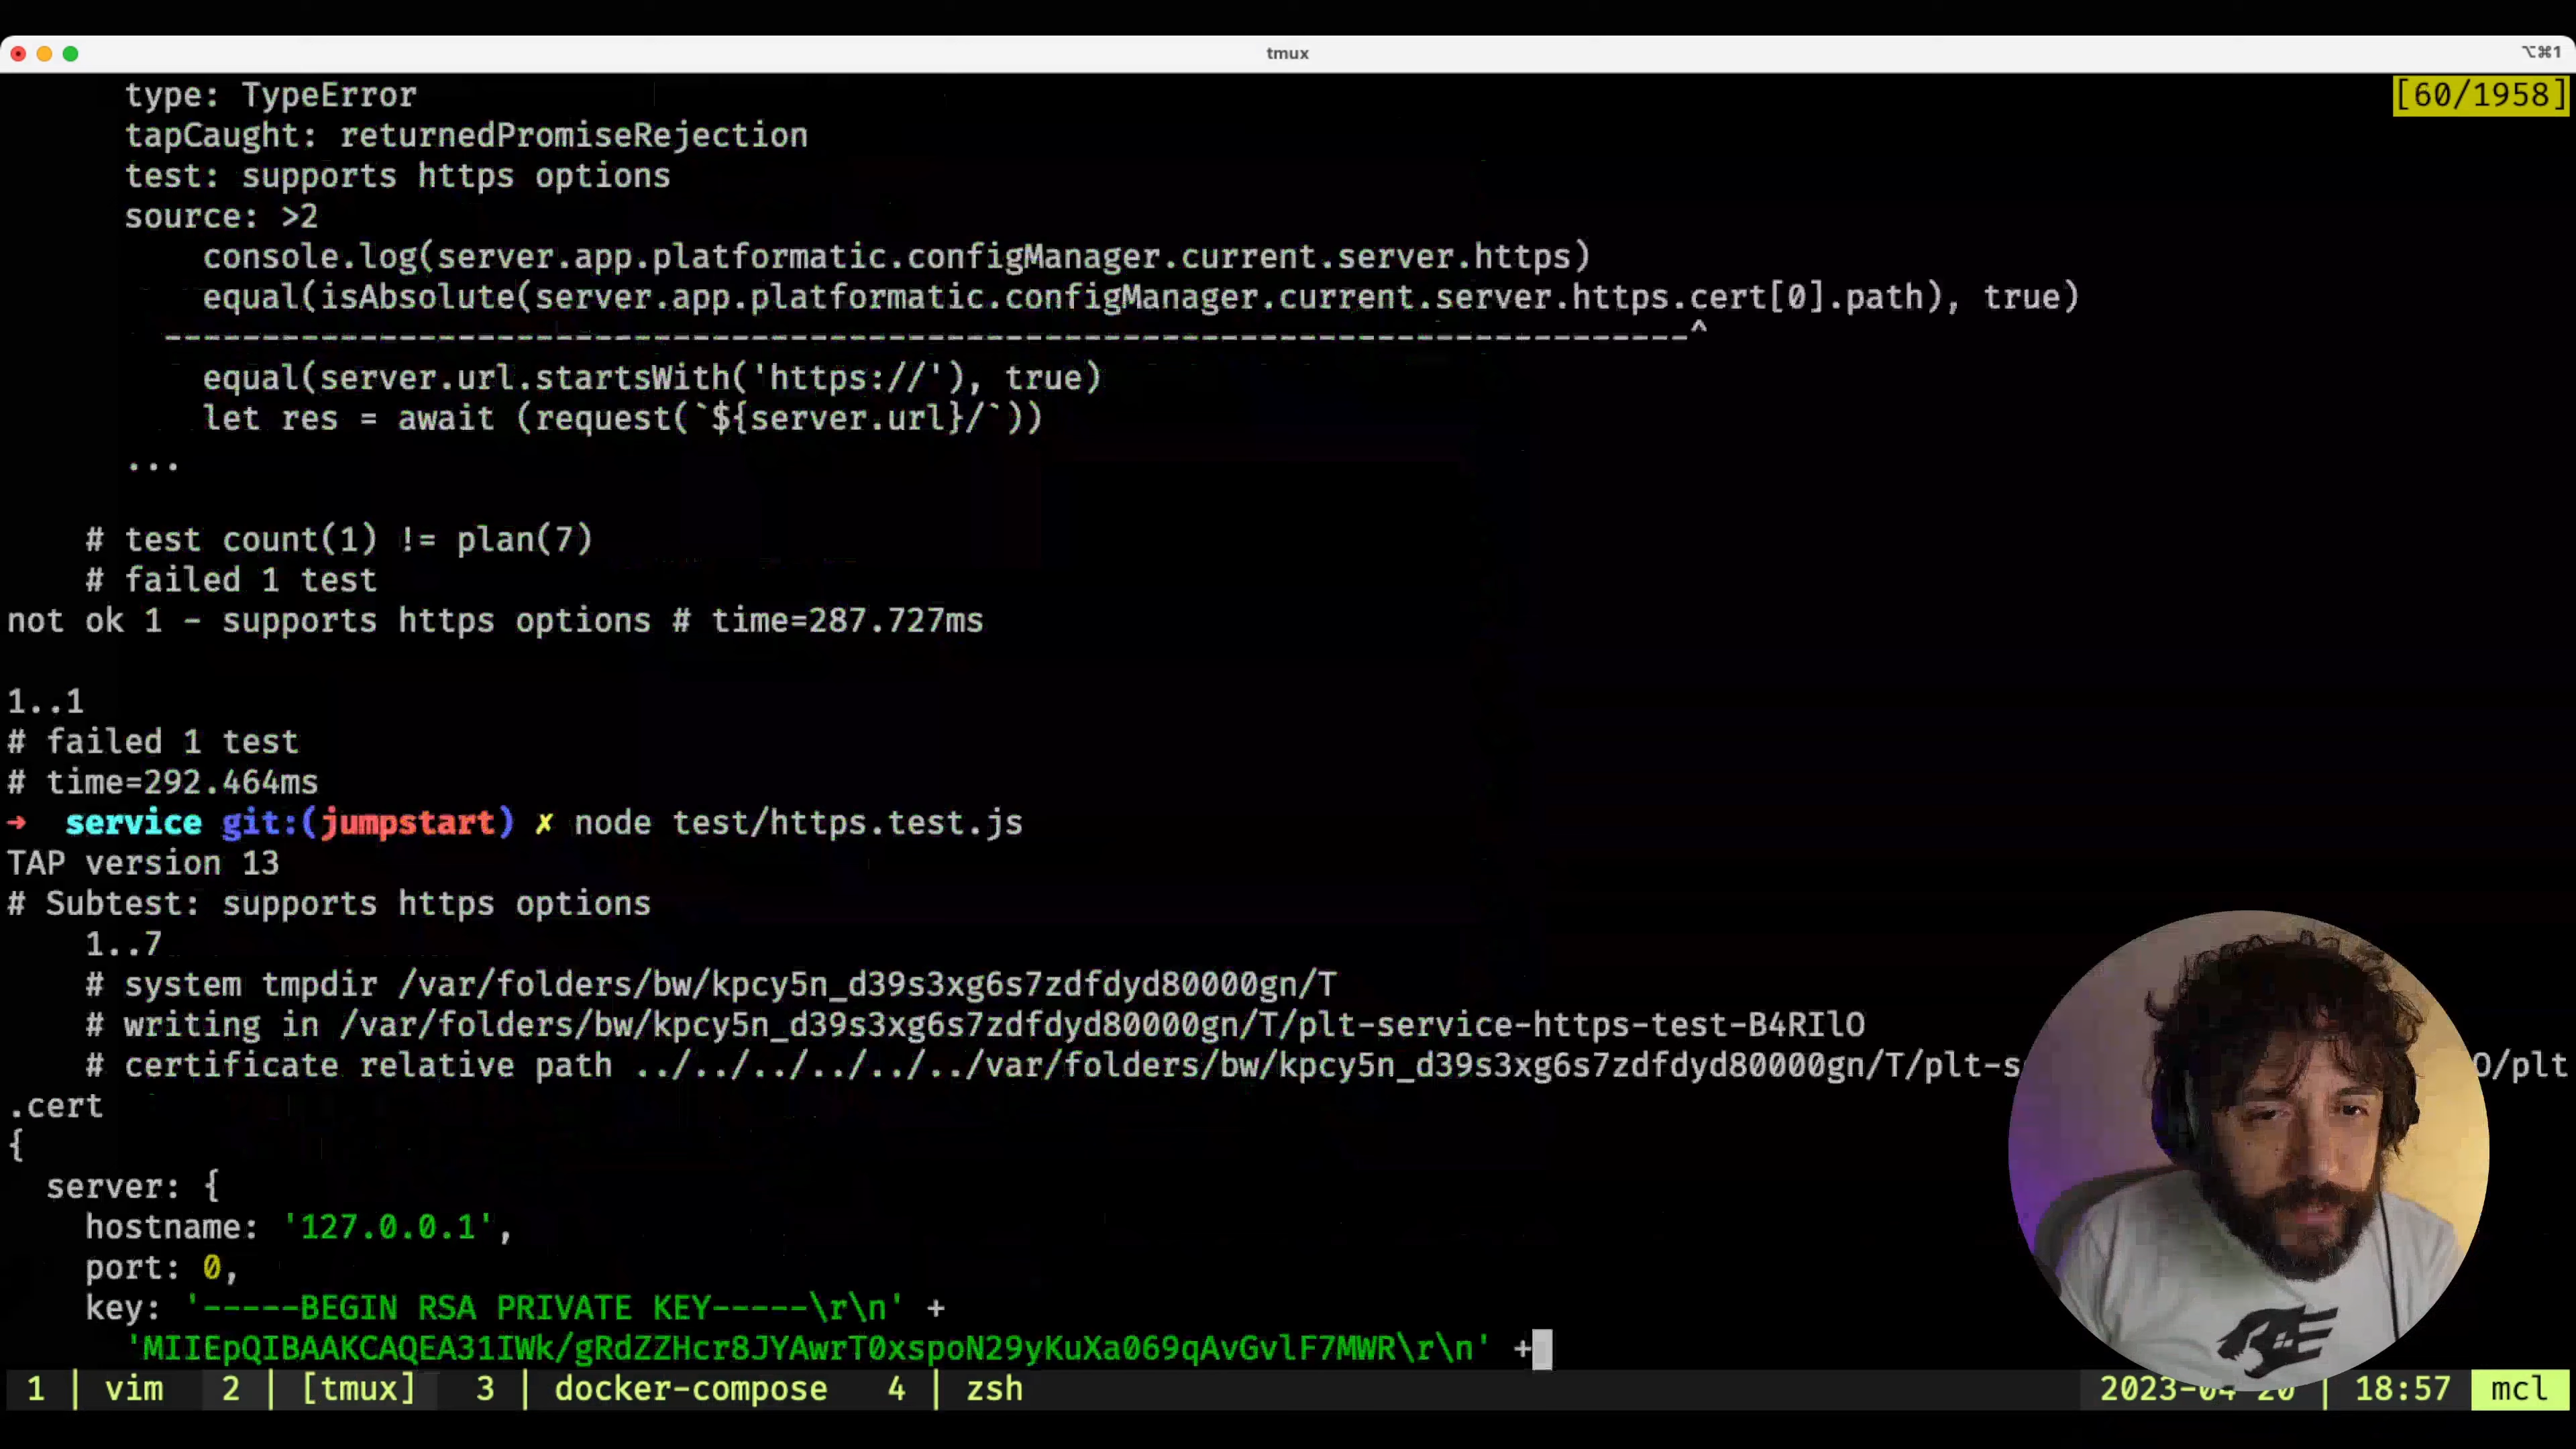 tmux
⌥⌘1
type: TypeError
[60/1958]
tapCaught: returnedPromiseRejection
test: supports https options
source: >2
console.log(server.app.platformatic.configManager.current.server.https)
equal(isAbsolute(server.app.platformatic.configManager.current.server.https.cert[0].path), true)
------------------------------------------------------------------------------^
equal(server.url.startsWith('https://'), true)
let res = await (request(`${server.url}/`))
...
# test count(1) != plan(7)
# failed 1 test
not ok 1 - supports https options # time=287.727ms
1..1
# failed 1 test
# time=292.464ms
→ service git:(jumpstart) ✗ node test/https.test.js
TAP version 13
# Subtest: supports https options
1..7
# system tmpdir /var/folders/bw/kpcy5n_d39s3xg6s7zdfdyd80000gn/T
# writing in /var/folders/bw/kpcy5n_d39s3xg6s7zdfdyd80000gn/T/plt-service-https-test-B4RIlO
# certificate relative path ../../../../../../var/folders/bw/kpcy5n_d39s3xg6s7zdfdyd80000gn/T/plt-s O/plt
.cert
{
server: {
hostname: '127.0.0.1',
port: 0,
key: '-----BEGIN RSA PRIVATE KEY-----\r\n' +
'MIIEpQIBAAKCAQEA31IWk/gRdZZHcr8JYAwrT0xspoN29yKuXa069qAvGvlF7MWR\r\n' +
1 | vim 2 | [tmux] 3 | docker-compose 4 | zsh 2023-04-20 | 18:57 mcl